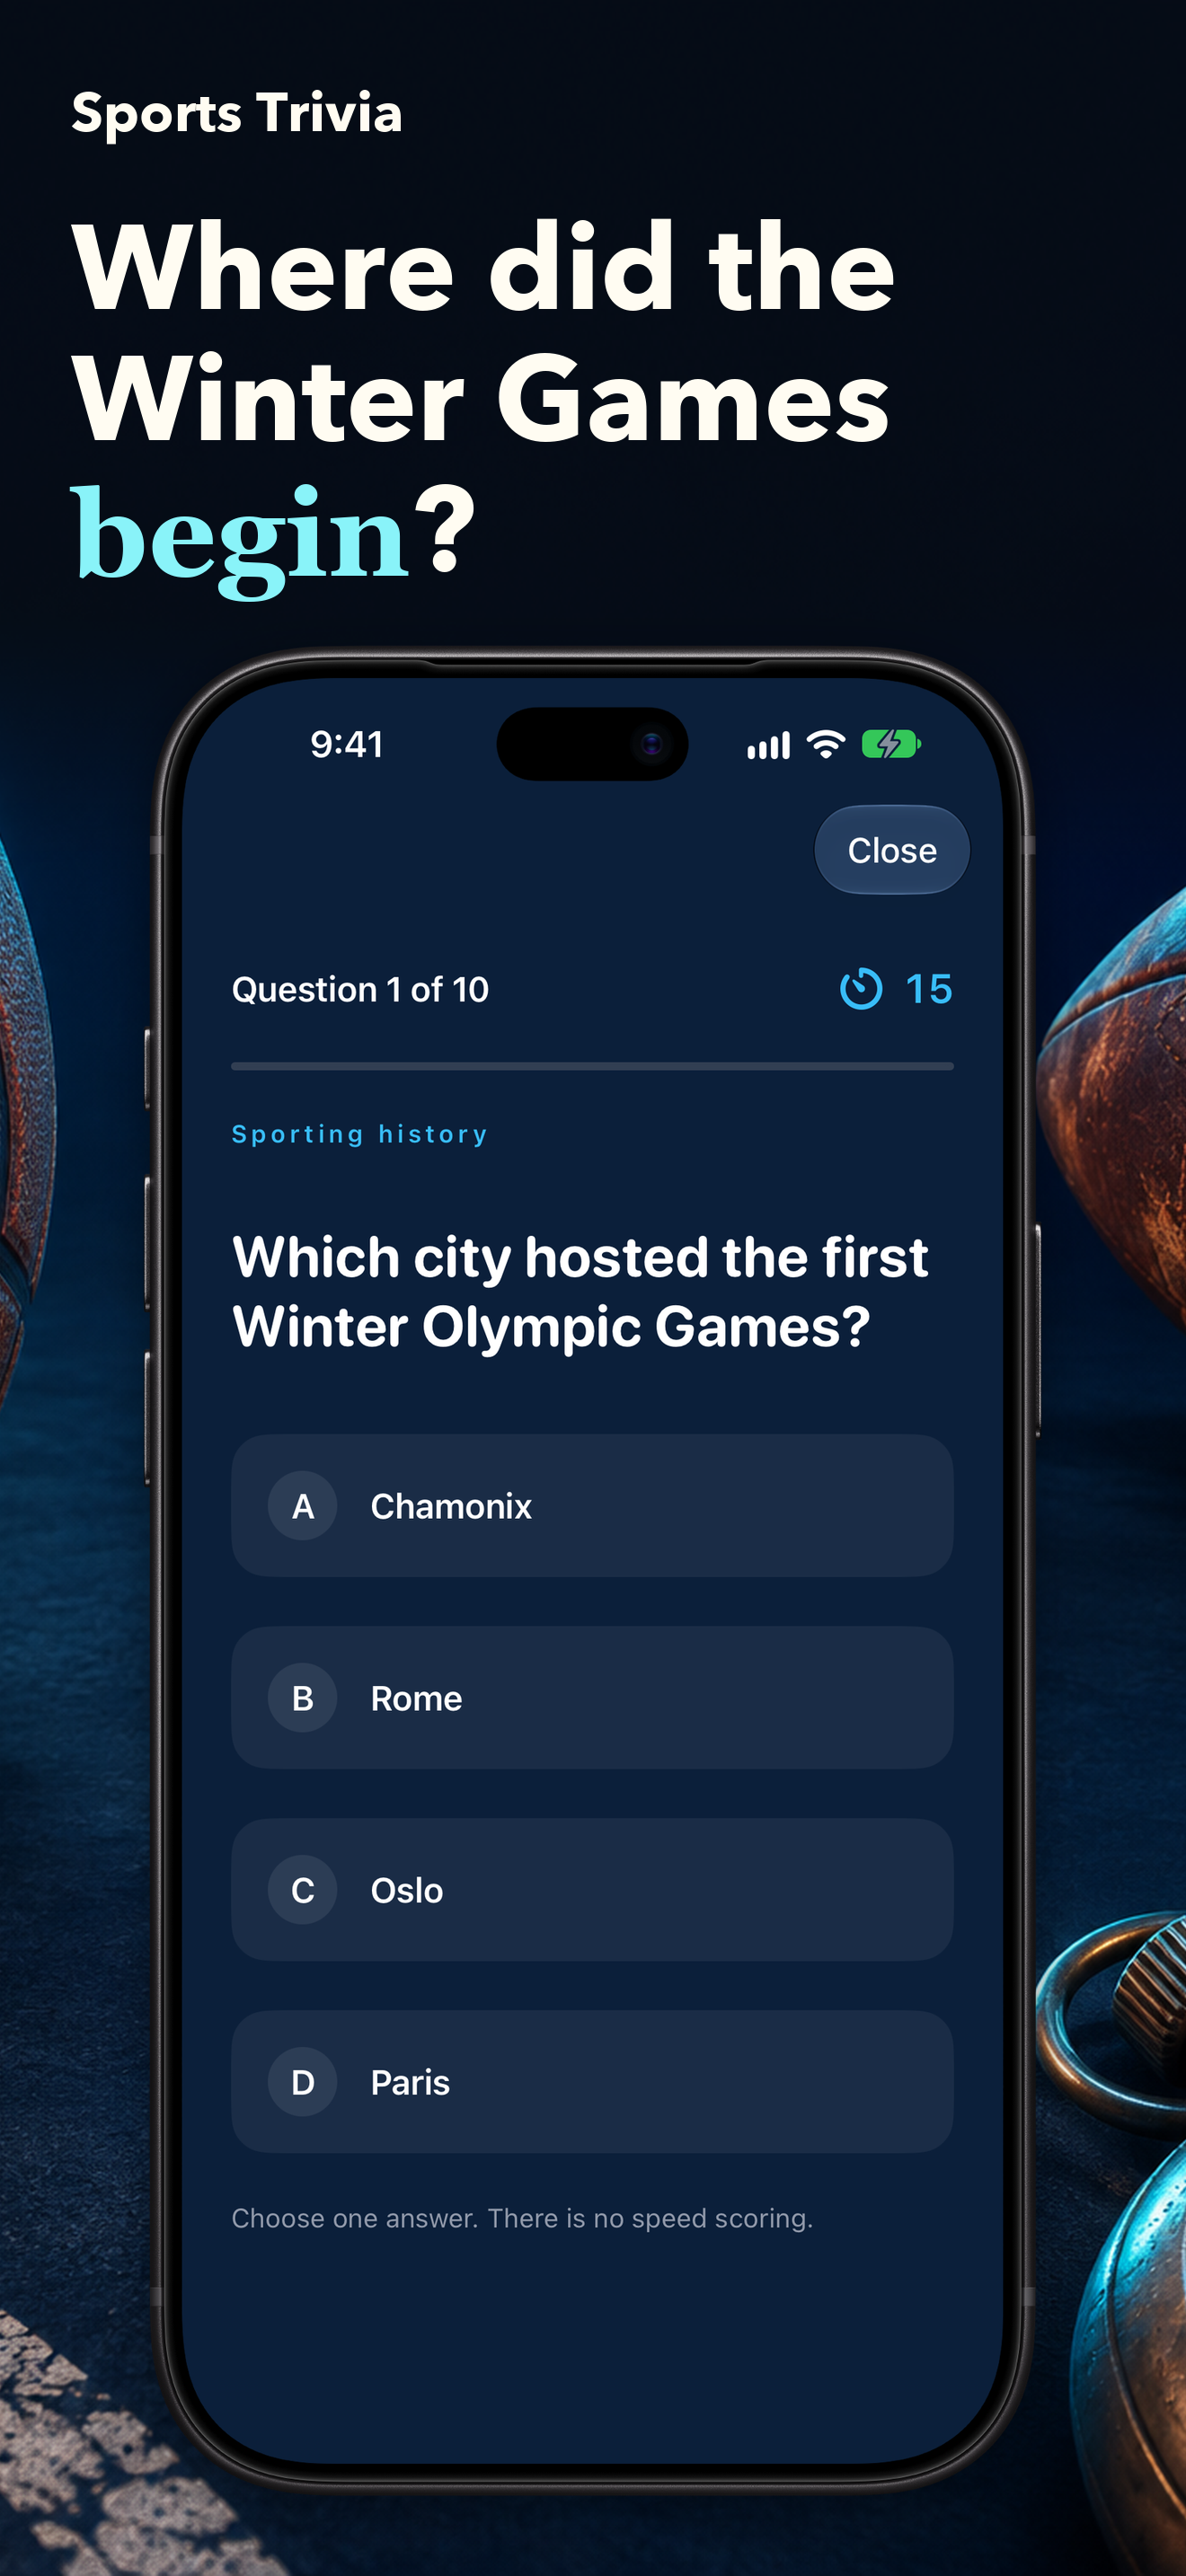 Sports Trivia
Where did the
Winter Games
begin?
9:41
Close
Question 1 of 10
15
Sporting history
Which city hosted the first
Winter Olympic Games?
A Chamonix
B Rome
C Oslo
D Paris
Choose one answer. There is no speed scoring.